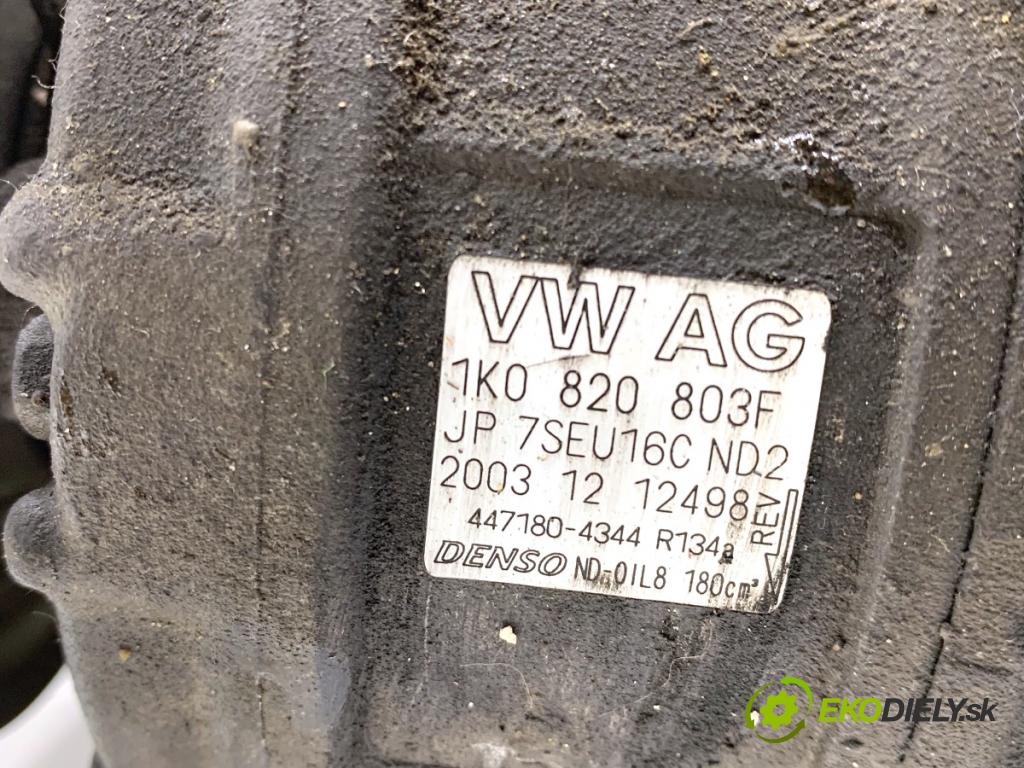 VW AG
1K0 820 803F
JP 7SEU16C ND2
2003 12 12498
REV
447180-4344 R134a
DENSO ND-OIL8 180cm³
EKODIELY.sk